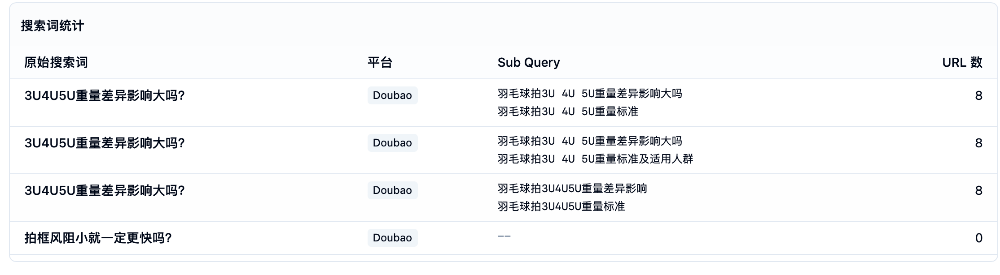 搜索词统计
原始搜索词 平台 Sub Query URL 数
3U4U5U重量差异影响大吗? Doubao 羽毛球拍3U 4U 5U重量差异影响大吗 8
羽毛球拍3U 4U 5U重量标准
3U4U5U重量差异影响大吗? Doubao 羽毛球拍3U 4U 5U重量差异影响大吗 8
羽毛球拍3U 4U 5U重量标准及适用人群
3U4U5U重量差异影响大吗? Doubao 羽毛球拍3U4U5U重量差异影响 8
羽毛球拍3U4U5U重量标准
拍框风阻小就一定更快吗? Doubao —— 0